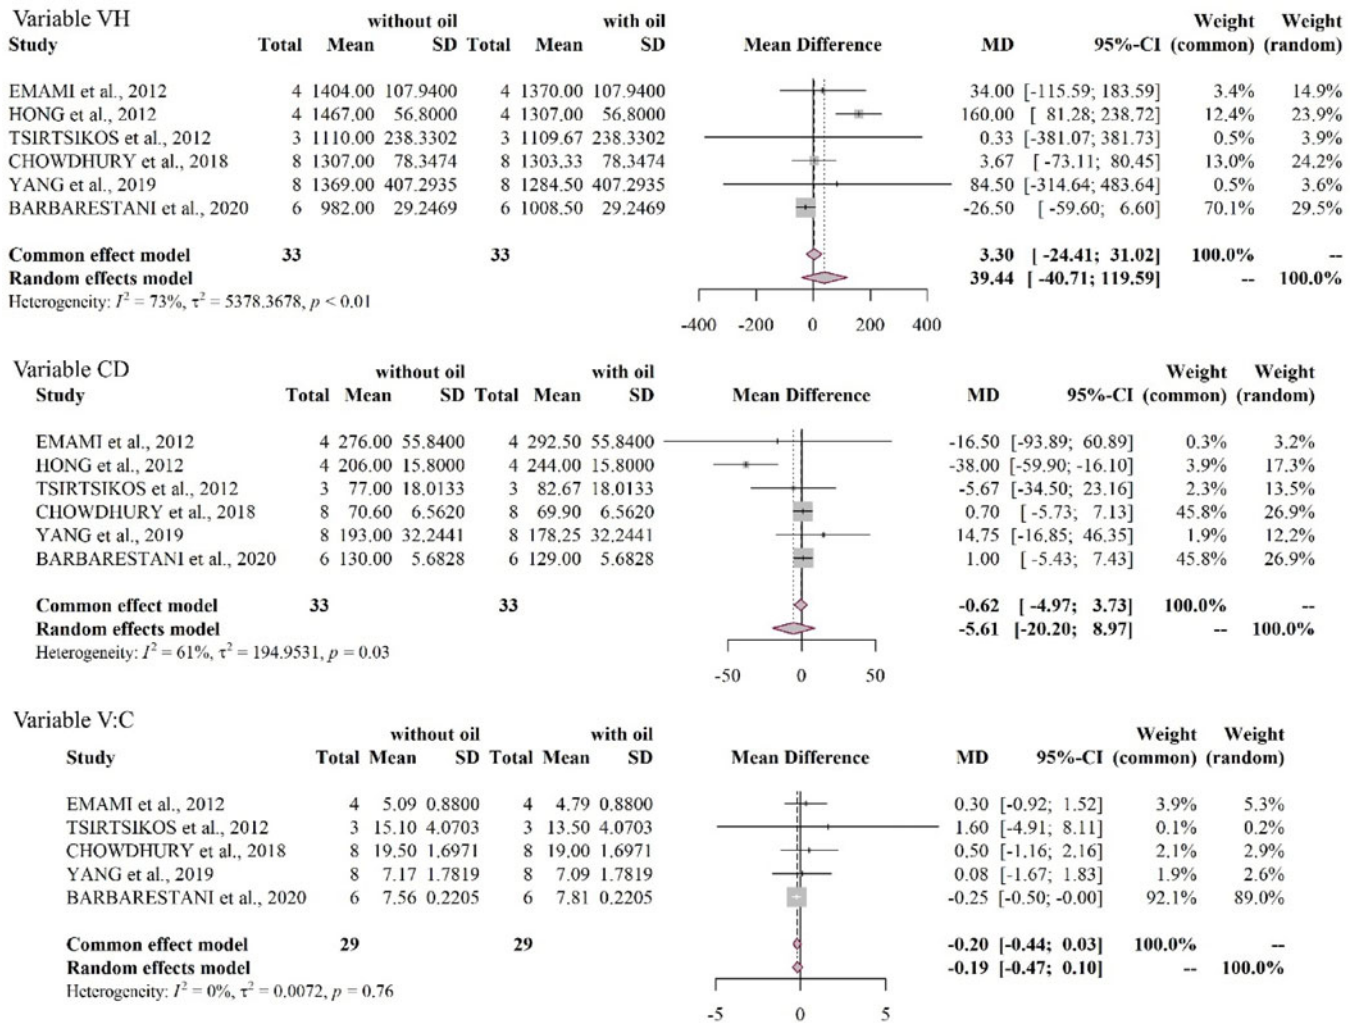 Variable VH without oil with oil Weight Weight
Study Total Mean SD Total Mean SD Mean Difference MD 95%-CI (common) (random)
EMAMI et al., 2012 4 1404.00 107.9400 4 1370.00 107.9400 34.00 [-115.59; 183.59] 3.4% 14.9%
HONG et al., 2012 4 1467.00 56.8000 4 1307.00 56.8000 160.00 [ 81.28; 238.72] 12.4% 23.9%
TSIRTSIKOS et al., 2012 3 1110.00 238.3302 3 1109.67 238.3302 0.33 [-381.07; 381.73] 0.5% 3.9%
CHOWDHURY et al., 2018 8 1307.00 78.3474 8 1303.33 78.3474 3.67 [ -73.11; 80.45] 13.0% 24.2%
YANG et al., 2019 8 1369.00 407.2935 8 1284.50 407.2935 84.50 [-314.64; 483.64] 0.5% 3.6%
BARBARESTANI et al., 2020 6 982.00 29.2469 6 1008.50 29.2469 -26.50 [ -59.60; 6.60] 70.1% 29.5%
Common effect model 33 33 3.30 [ -24.41; 31.02] 100.0% --
Random effects model 39.44 [ -40.71; 119.59] -- 100.0%
Heterogeneity: I² = 73%, τ² = 5378.3678, p < 0.01
-400 -200 0 200 400
Variable CD without oil with oil Weight Weight
Study Total Mean SD Total Mean SD Mean Difference MD 95%-CI (common) (random)
EMAMI et al., 2012 4 276.00 55.8400 4 292.50 55.8400 -16.50 [-93.89; 60.89] 0.3% 3.2%
HONG et al., 2012 4 206.00 15.8000 4 244.00 15.8000 -38.00 [-59.90; -16.10] 3.9% 17.3%
TSIRTSIKOS et al., 2012 3 77.00 18.0133 3 82.67 18.0133 -5.67 [-34.50; 23.16] 2.3% 13.5%
CHOWDHURY et al., 2018 8 70.60 6.5620 8 69.90 6.5620 0.70 [ -5.73; 7.13] 45.8% 26.9%
YANG et al., 2019 8 193.00 32.2441 8 178.25 32.2441 14.75 [-16.85; 46.35] 1.9% 12.2%
BARBARESTANI et al., 2020 6 130.00 5.6828 6 129.00 5.6828 1.00 [ -5.43; 7.43] 45.8% 26.9%
Common effect model 33 33 -0.62 [ -4.97; 3.73] 100.0% --
Random effects model -5.61 [-20.20; 8.97] -- 100.0%
Heterogeneity: I² = 61%, τ² = 194.9531, p = 0.03
-50 0 50
Variable V:C without oil with oil Weight Weight
Study Total Mean SD Total Mean SD Mean Difference MD 95%-CI (common) (random)
EMAMI et al., 2012 4 5.09 0.8800 4 4.79 0.8800 0.30 [-0.92; 1.52] 3.9% 5.3%
TSIRTSIKOS et al., 2012 3 15.10 4.0703 3 13.50 4.0703 1.60 [-4.91; 8.11] 0.1% 0.2%
CHOWDHURY et al., 2018 8 19.50 1.6971 8 19.00 1.6971 0.50 [-1.16; 2.16] 2.1% 2.9%
YANG et al., 2019 8 7.17 1.7819 8 7.09 1.7819 0.08 [-1.67; 1.83] 1.9% 2.6%
BARBARESTANI et al., 2020 6 7.56 0.2205 6 7.81 0.2205 -0.25 [-0.50; -0.00] 92.1% 89.0%
Common effect model 29 29 -0.20 [-0.44; 0.03] 100.0% --
Random effects model -0.19 [-0.47; 0.10] -- 100.0%
Heterogeneity: I² = 0%, τ² = 0.0072, p = 0.76
-5 0 5